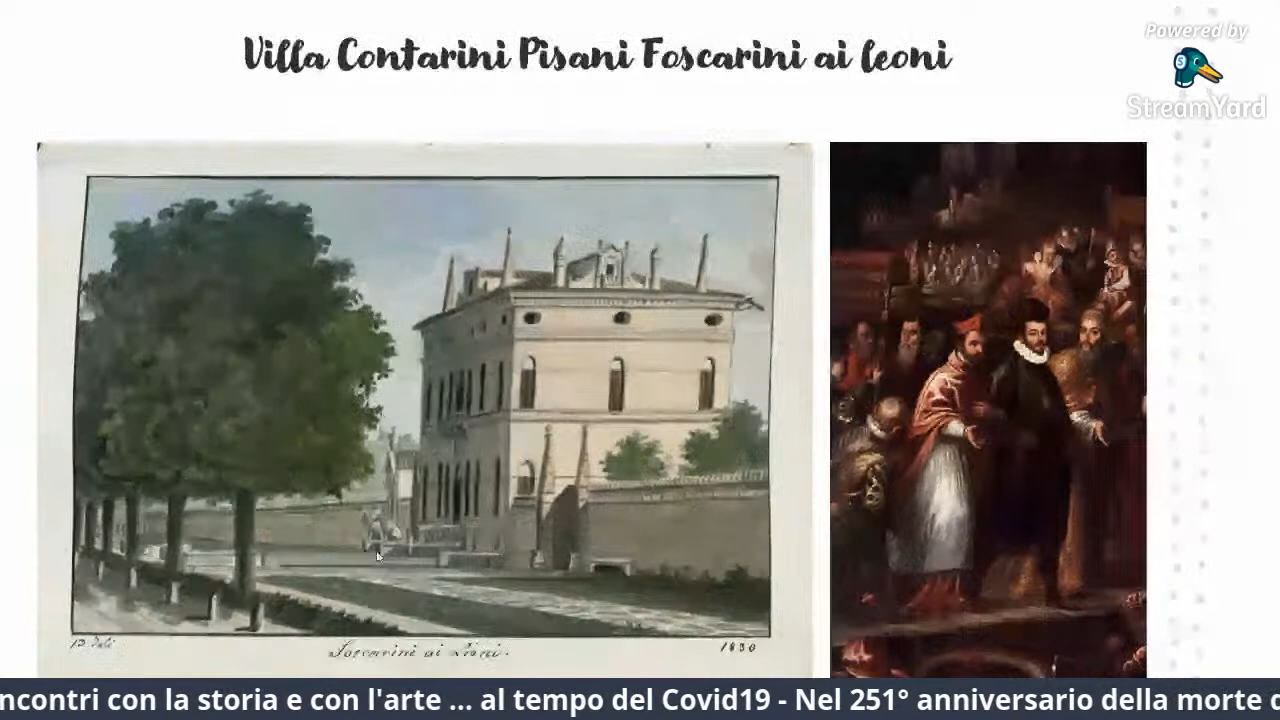 Villa Contarini Pisani Foscarini ai leoni
Powered by
StreamYard
Foscarini ai Lioni.
1830
ncontri con la storia e con l'arte ... al tempo del Covid19 - Nel 251° anniversario della morte